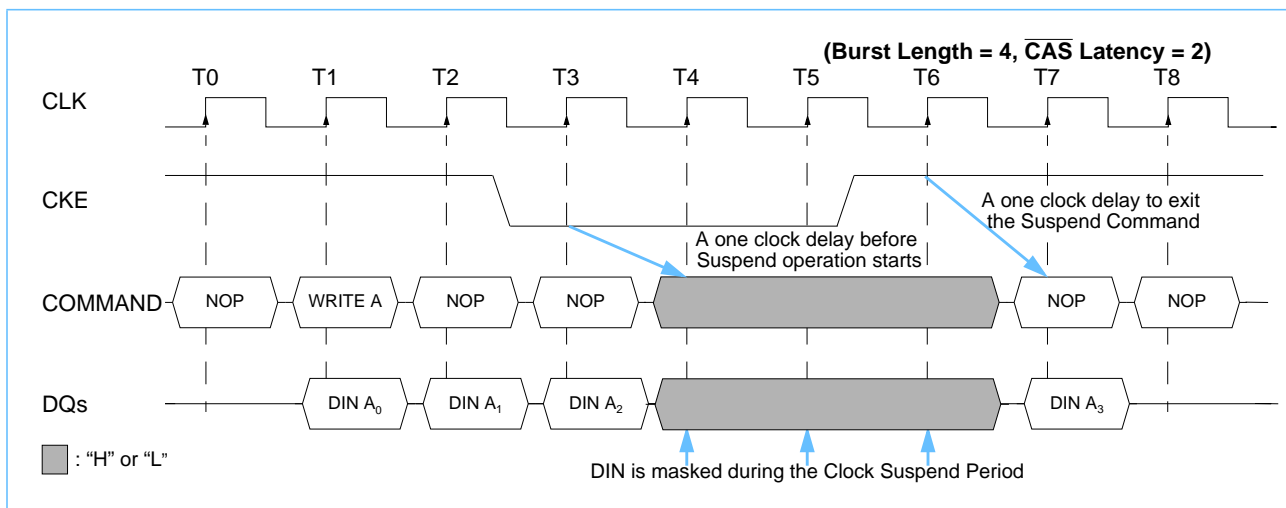 (Burst Length = 4, CAS Latency = 2)
T0 T1 T2 T3 T4 T5 T6 T7 T8
CLK
CKE
A one clock delay to exit
the Suspend Command
A one clock delay before
Suspend operation starts
COMMAND NOP WRITE A NOP NOP NOP NOP
DQs DIN A0 DIN A1 DIN A2 DIN A3
: “H” or “L”
DIN is masked during the Clock Suspend Period